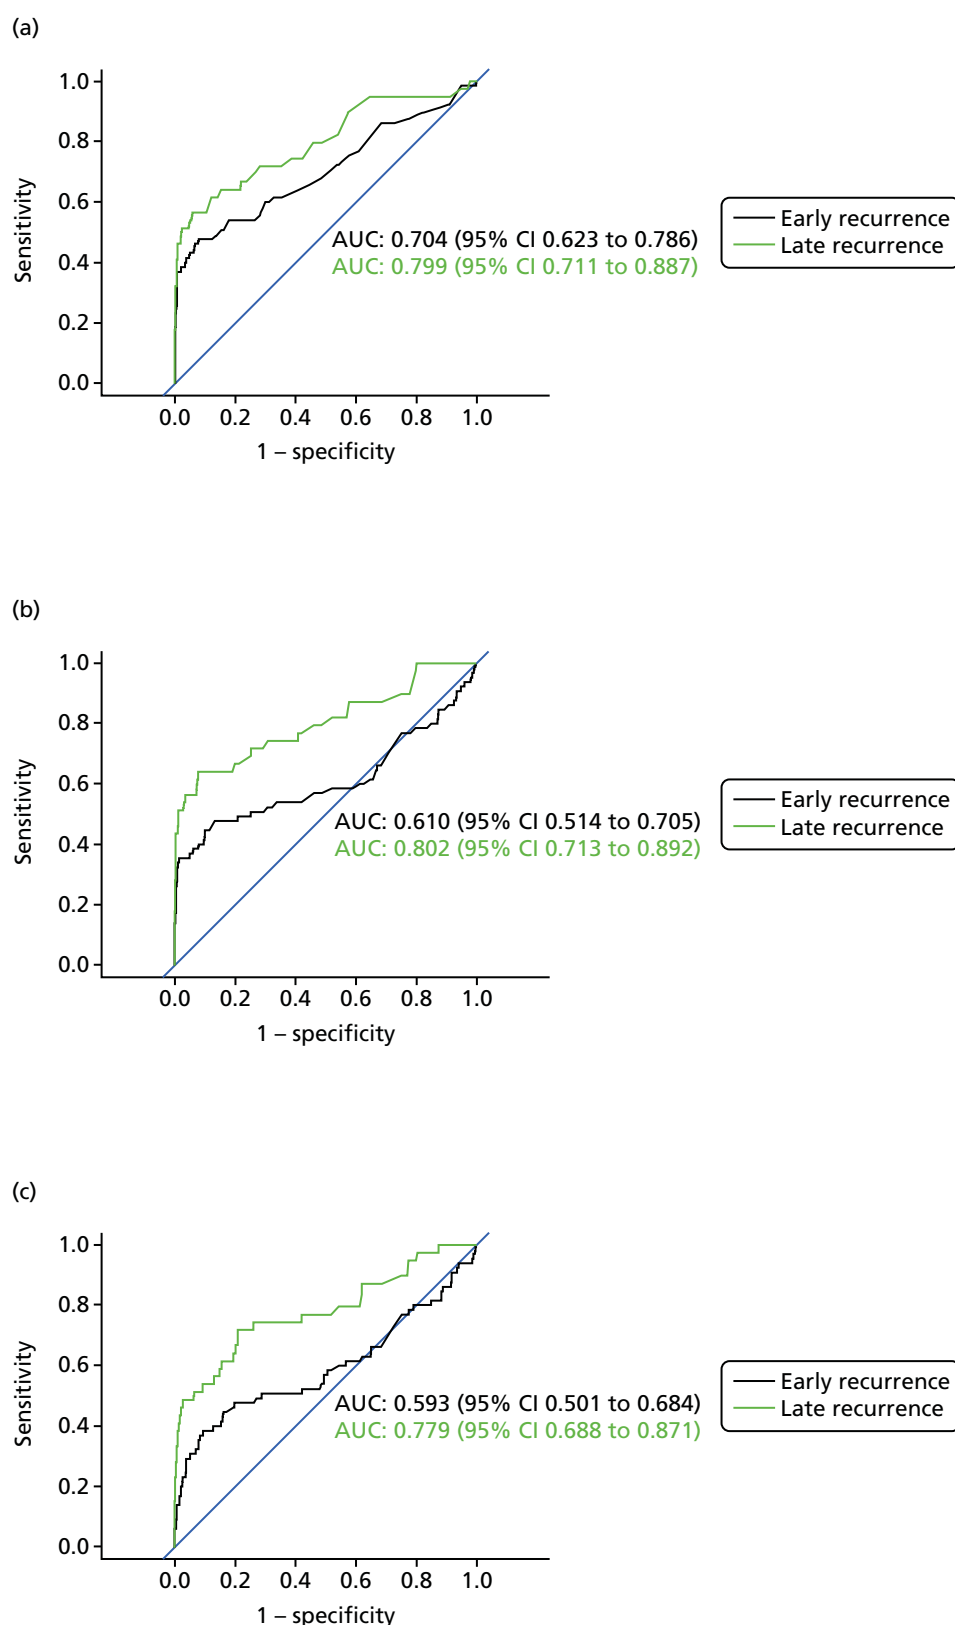 (a)
1.0
0.8
0.6
0.4
0.2
0.0
Sensitivity
0.0 0.2 0.4 0.6 0.8 1.0
1 – specificity
AUC: 0.704 (95% CI 0.623 to 0.786)
AUC: 0.799 (95% CI 0.711 to 0.887)
Early recurrence
Late recurrence
(b)
1.0
0.8
0.6
0.4
0.2
0.0
Sensitivity
0.0 0.2 0.4 0.6 0.8 1.0
1 – specificity
AUC: 0.610 (95% CI 0.514 to 0.705)
AUC: 0.802 (95% CI 0.713 to 0.892)
Early recurrence
Late recurrence
(c)
1.0
0.8
0.6
0.4
0.2
0.0
Sensitivity
0.0 0.2 0.4 0.6 0.8 1.0
1 – specificity
AUC: 0.593 (95% CI 0.501 to 0.684)
AUC: 0.779 (95% CI 0.688 to 0.871)
Early recurrence
Late recurrence